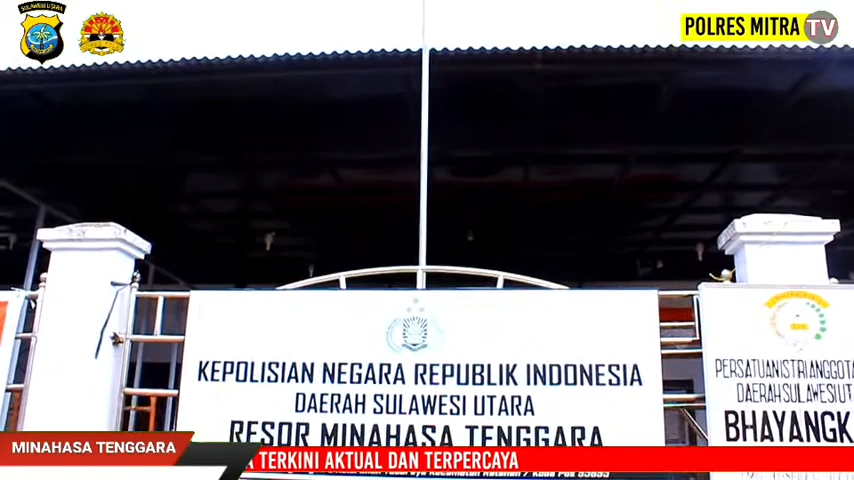 SULAWESI UTARA
POLRES MITRA TV
KEPOLISIAN NEGARA REPUBLIK INDONESIA
DAERAH SULAWESI UTARA
RESOR MINAHASA TENGGARA
PERSATUAN ISTRI ANGGOTA
DAERAH SULAWESI UT
BHAYANGK
MINAHASA TENGGARA
A TERKINI AKTUAL DAN TERPERCAYA